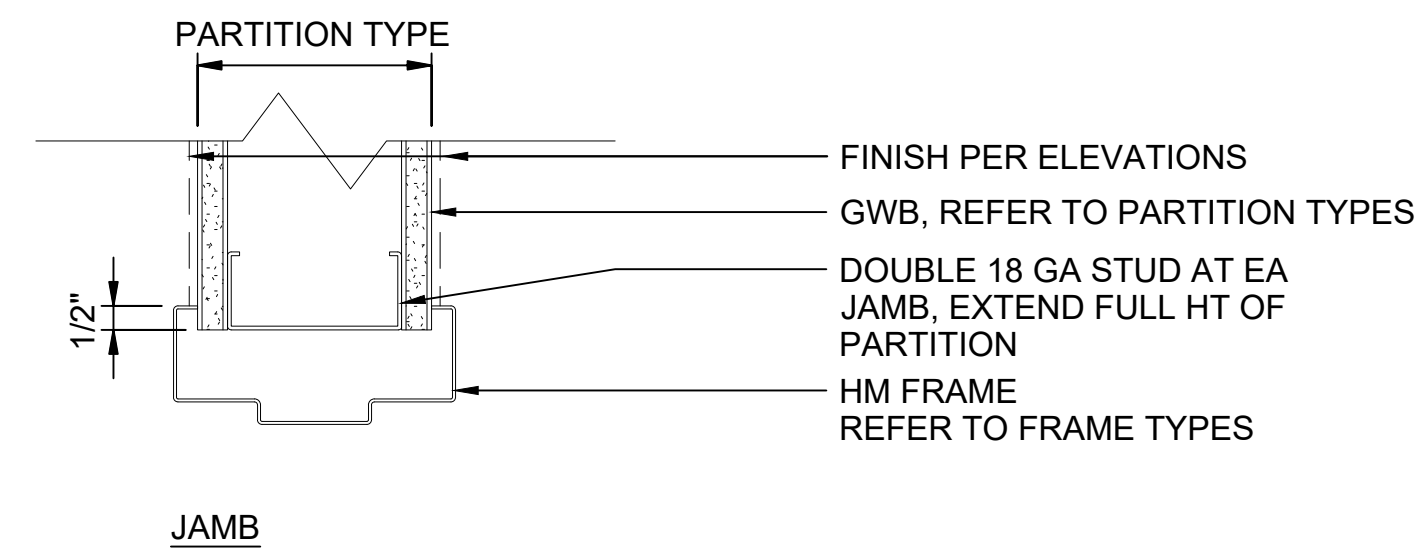 PARTITION TYPE
FINISH PER ELEVATIONS
GWB, REFER TO PARTITION TYPES
DOUBLE 18 GA STUD AT EA
JAMB, EXTEND FULL HT OF
PARTITION
1/2"
HM FRAME
REFER TO FRAME TYPES
JAMB